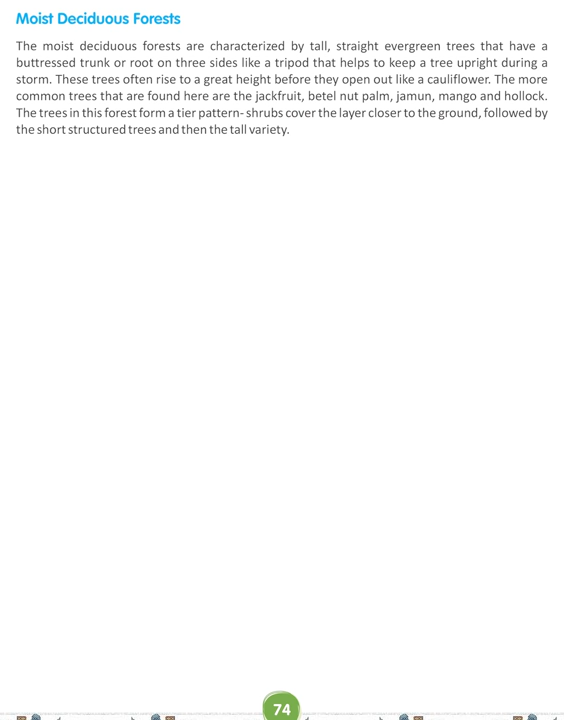 Moist Deciduous Forests
The moist deciduous forests are characterized by tall, straight evergreen trees that have a
buttressed trunk or root on three sides like a tripod that helps to keep a tree upright during a
storm. These trees often rise to a great height before they open out like a cauliflower. The more
common trees that are found here are the jackfruit, betel nut palm, jamun, mango and hollock.
The trees in this forest form a tier pattern- shrubs cover the layer closer to the ground, followed by
the short structured trees and then the tall variety.
74